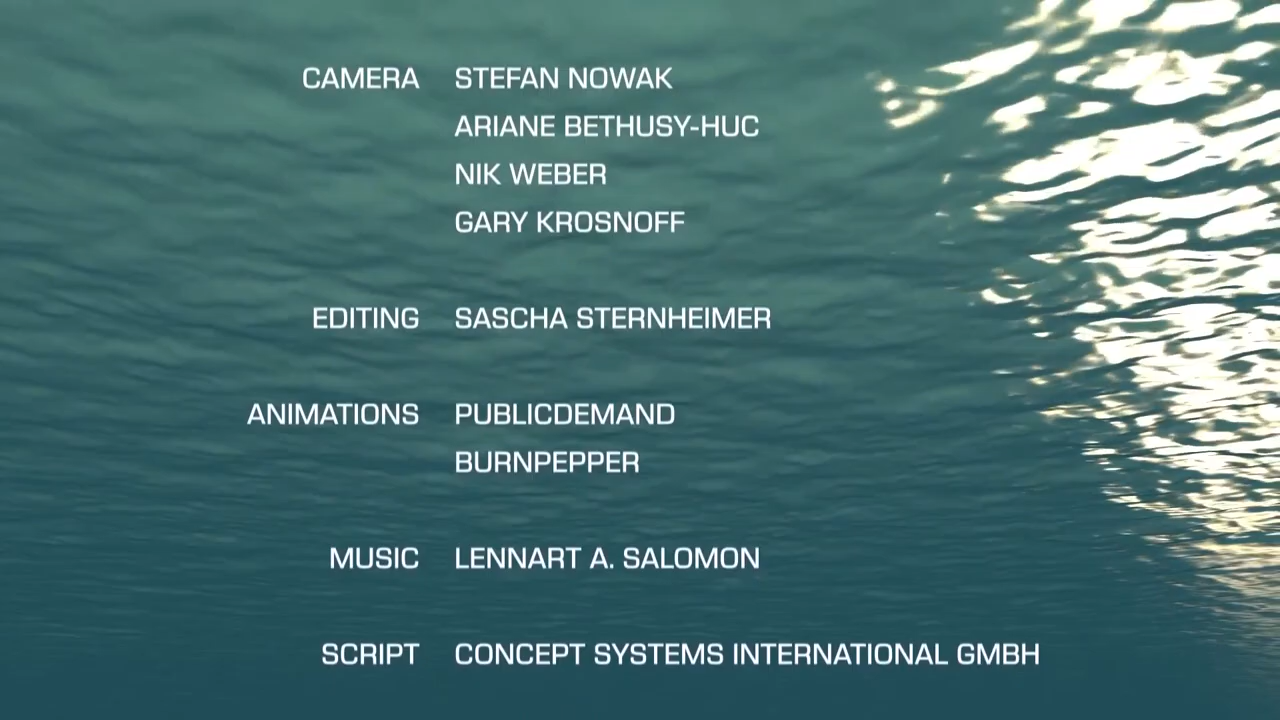 CAMERA STEFAN NOWAK
ARIANE BETHUSY-HUC
NIK WEBER
GARY KROSNOFF
EDITING SASCHA STERNHEIMER
ANIMATIONS PUBLICDEMAND
BURNPEPPER
MUSIC LENNART A. SALOMON
SCRIPT CONCEPT SYSTEMS INTERNATIONAL GMBH